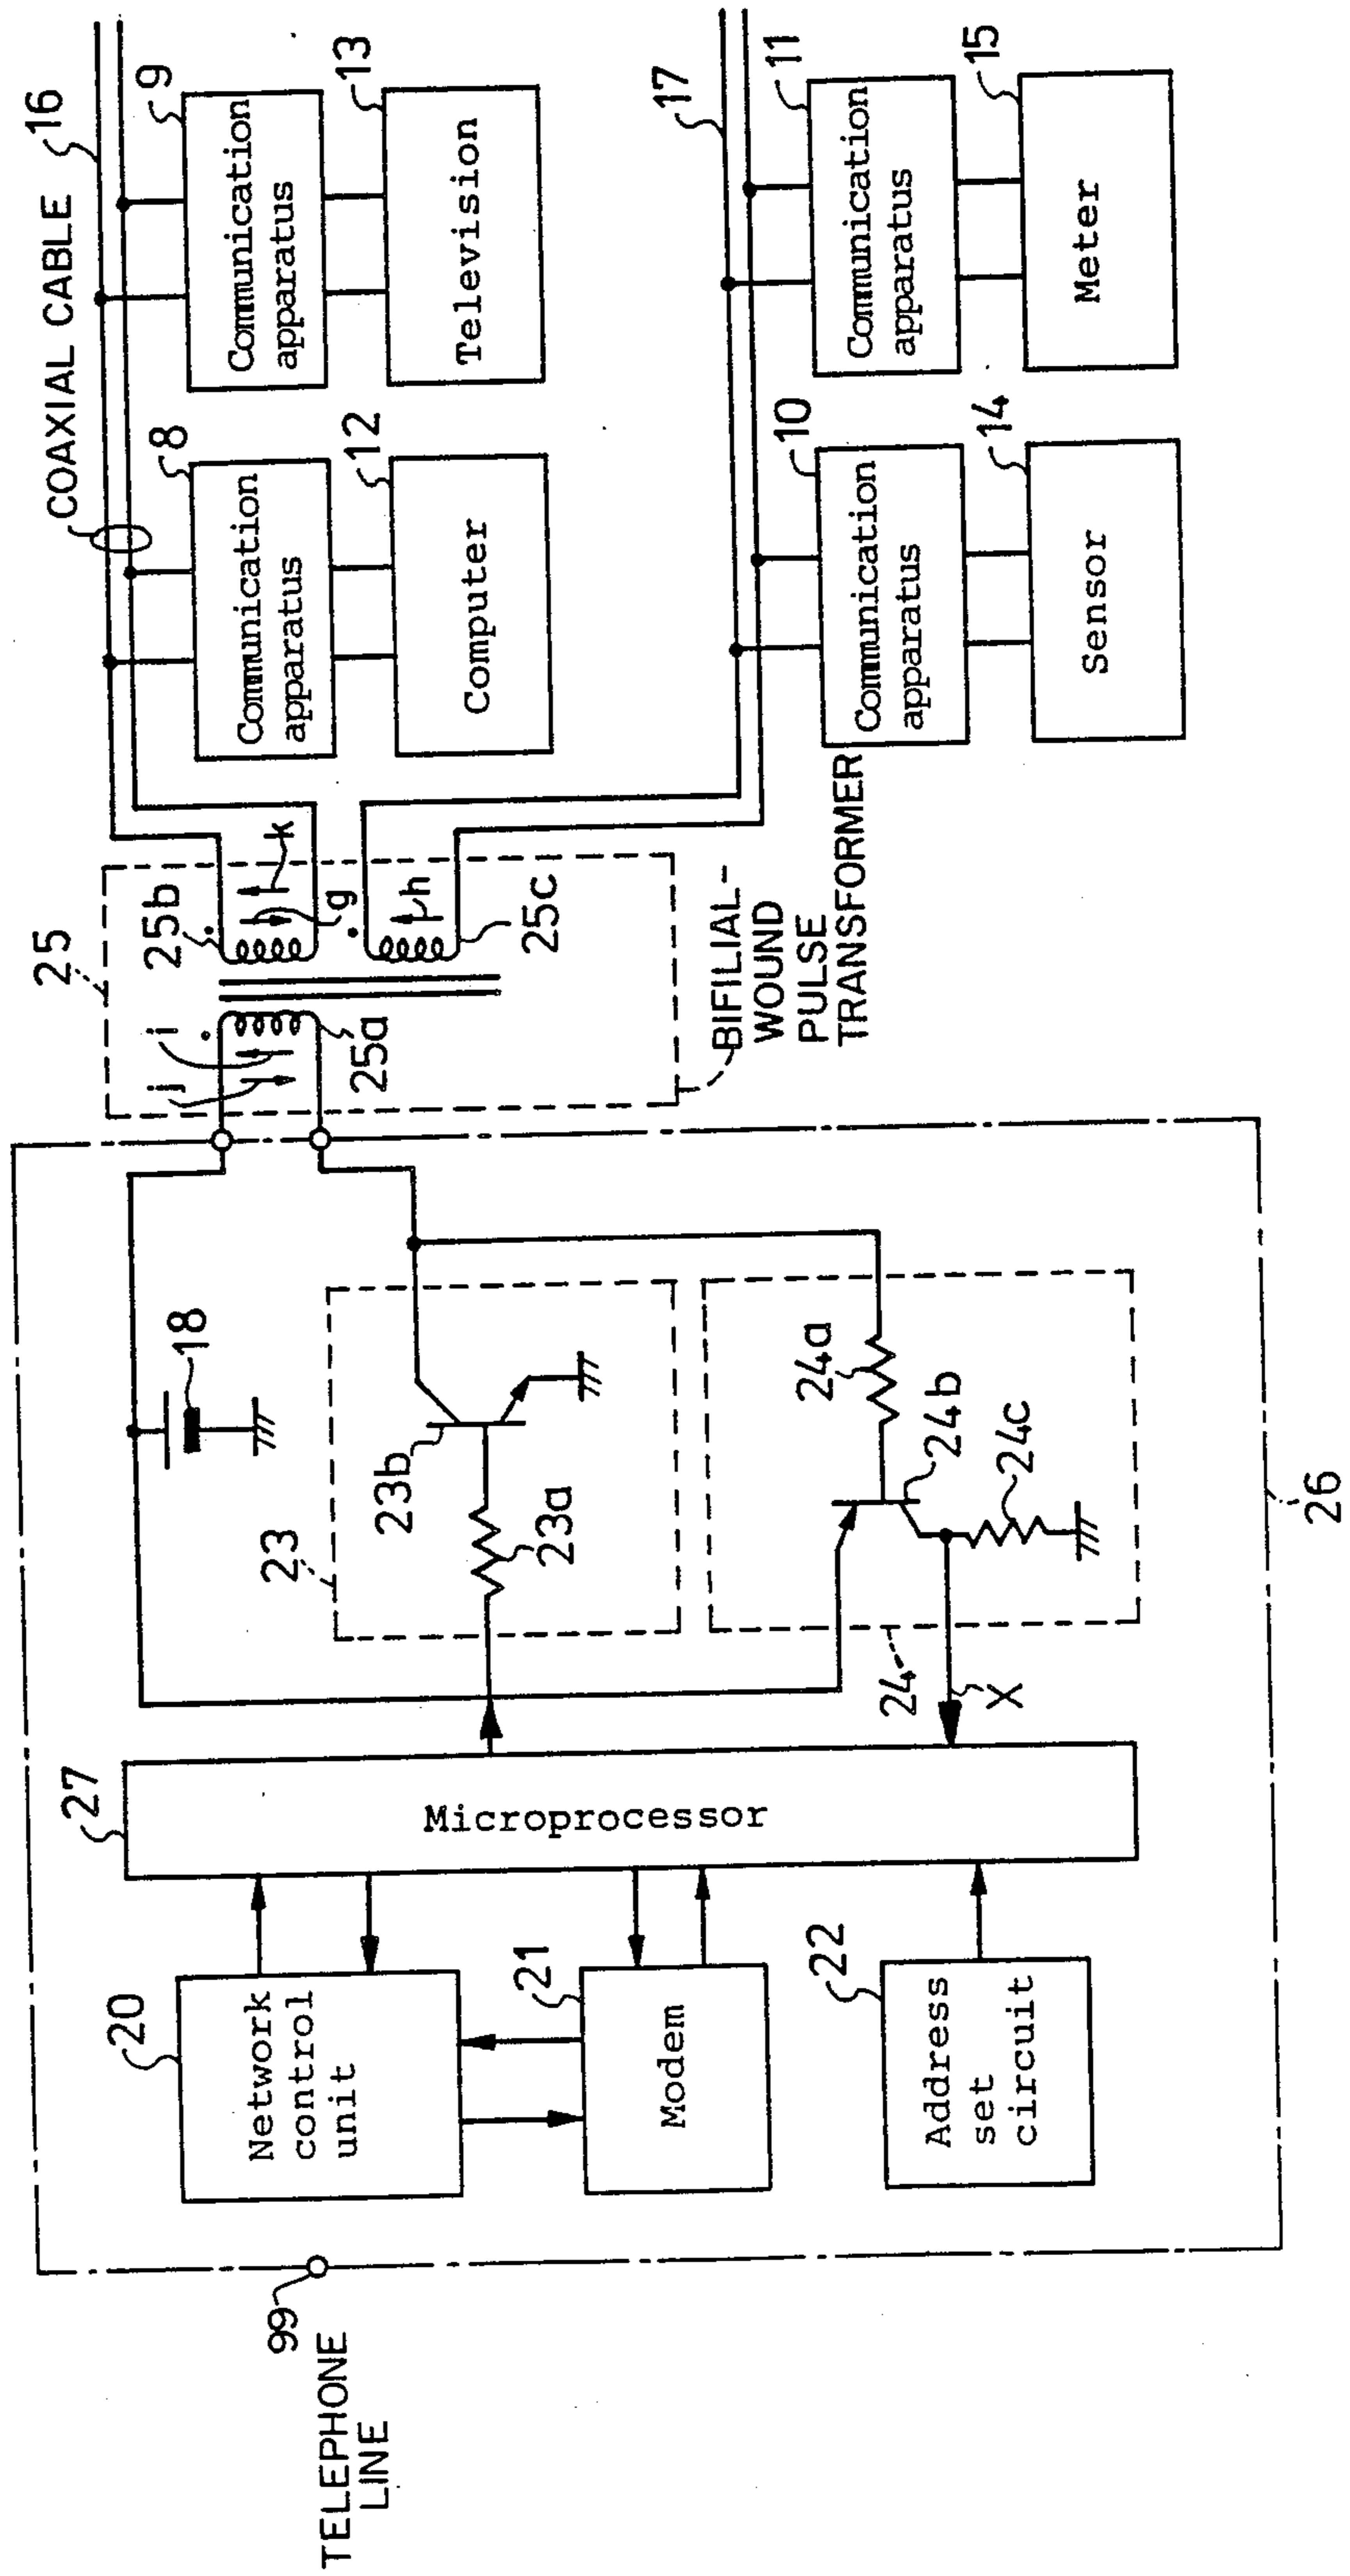 TELEPHONE
LINE
99
26
20
Network
control
unit
21
Modem
22
Address
set
circuit
27
Microprocessor
18
23
23a
23b
24
24a
24b
24c
X
25
25a
25b
25c
j
i
g
k
h
BIFILIAL-
WOUND
PULSE
TRANSFORMER
COAXIAL CABLE
16
8
Communication
apparatus
12
Computer
9
Communication
apparatus
13
Television
17
10
Communication
apparatus
14
Sensor
11
Communication
apparatus
15
Meter